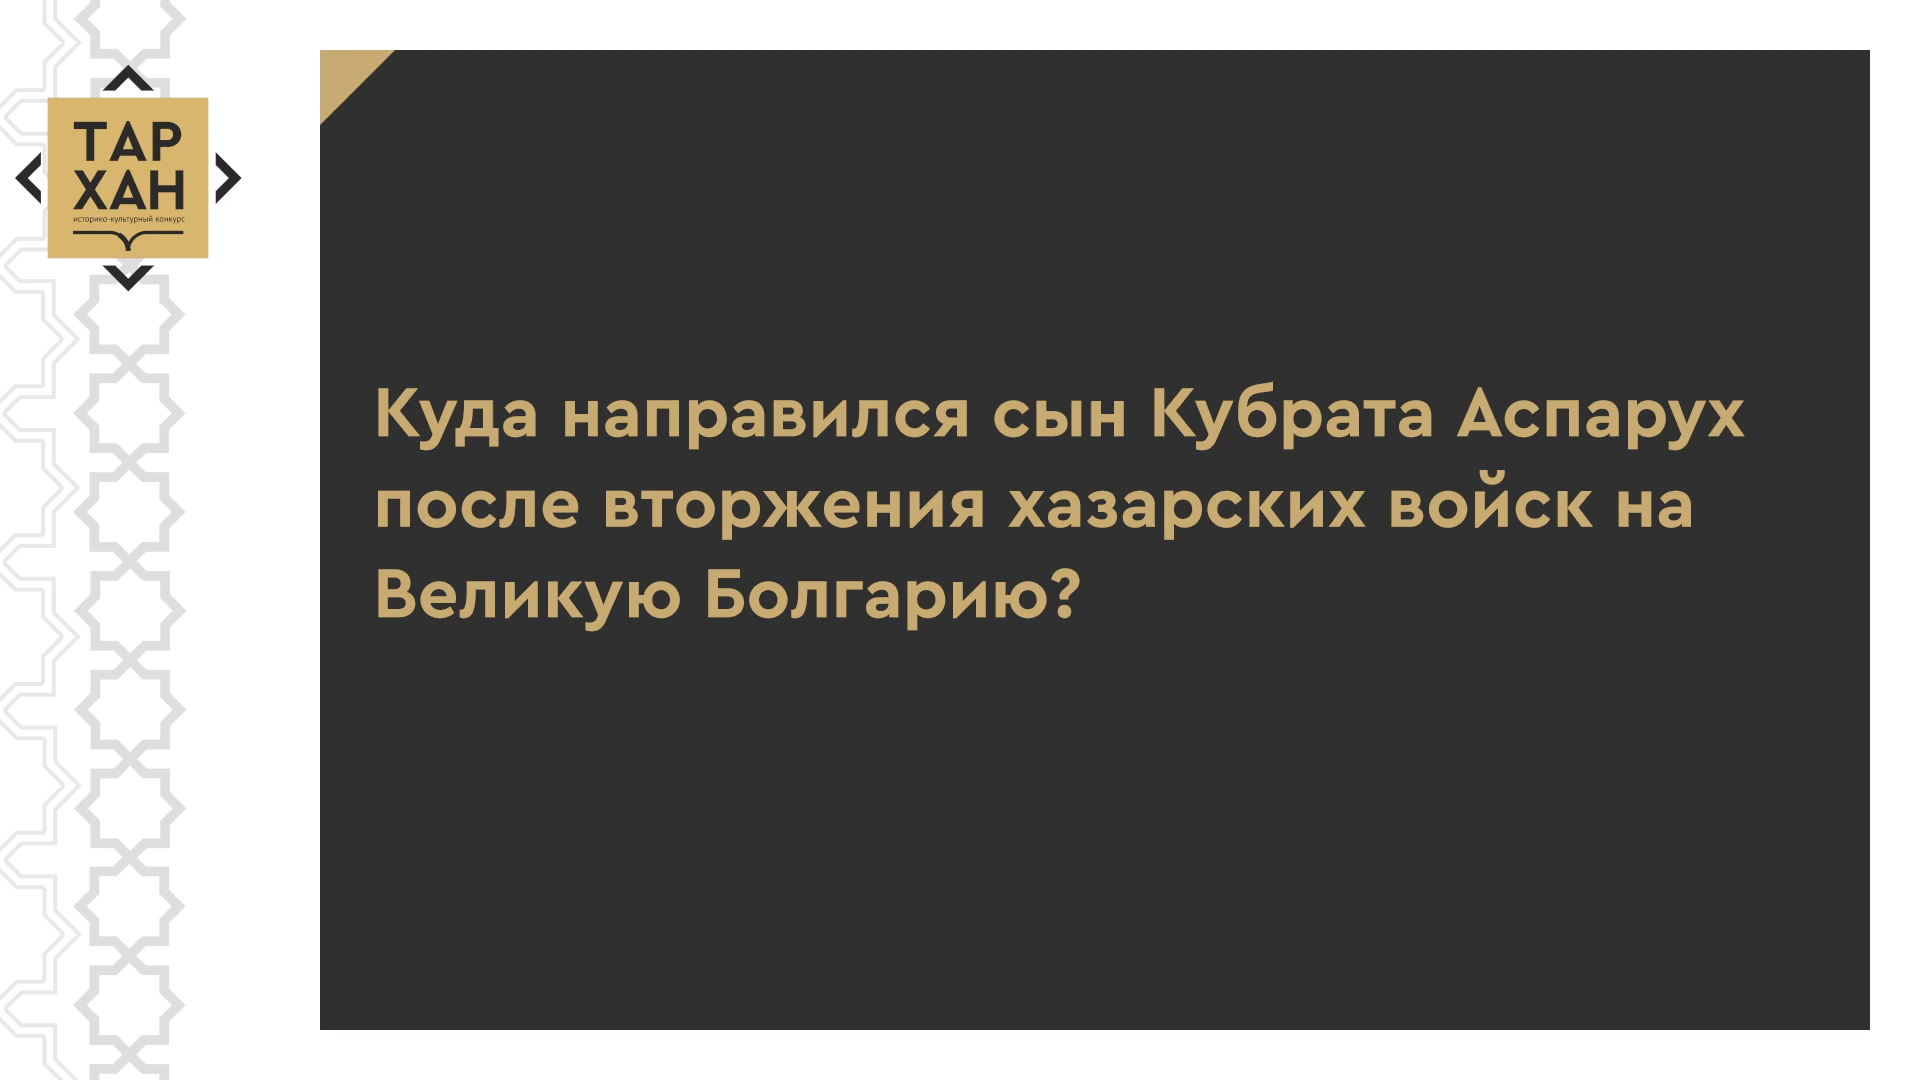 ТАР
ХАН
историко-культурный конкурс
Куда направился сын Кубрата Аспарух
после вторжения хазарских войск на
Великую Болгарию?